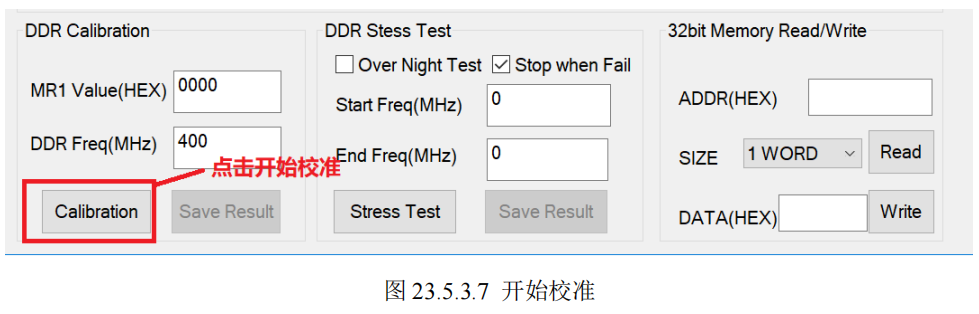 DDR Calibration
MR1 Value(HEX) 0000
DDR Freq(MHz) 400
点击开始校准
Calibration Save Result
DDR Stess Test
Over Night Test Stop when Fail
Start Freq(MHz) 0
End Freq(MHz) 0
Stress Test Save Result
32bit Memory Read/Write
ADDR(HEX)
SIZE 1 WORD Read
DATA(HEX) Write
图 23.5.3.7 开始校准